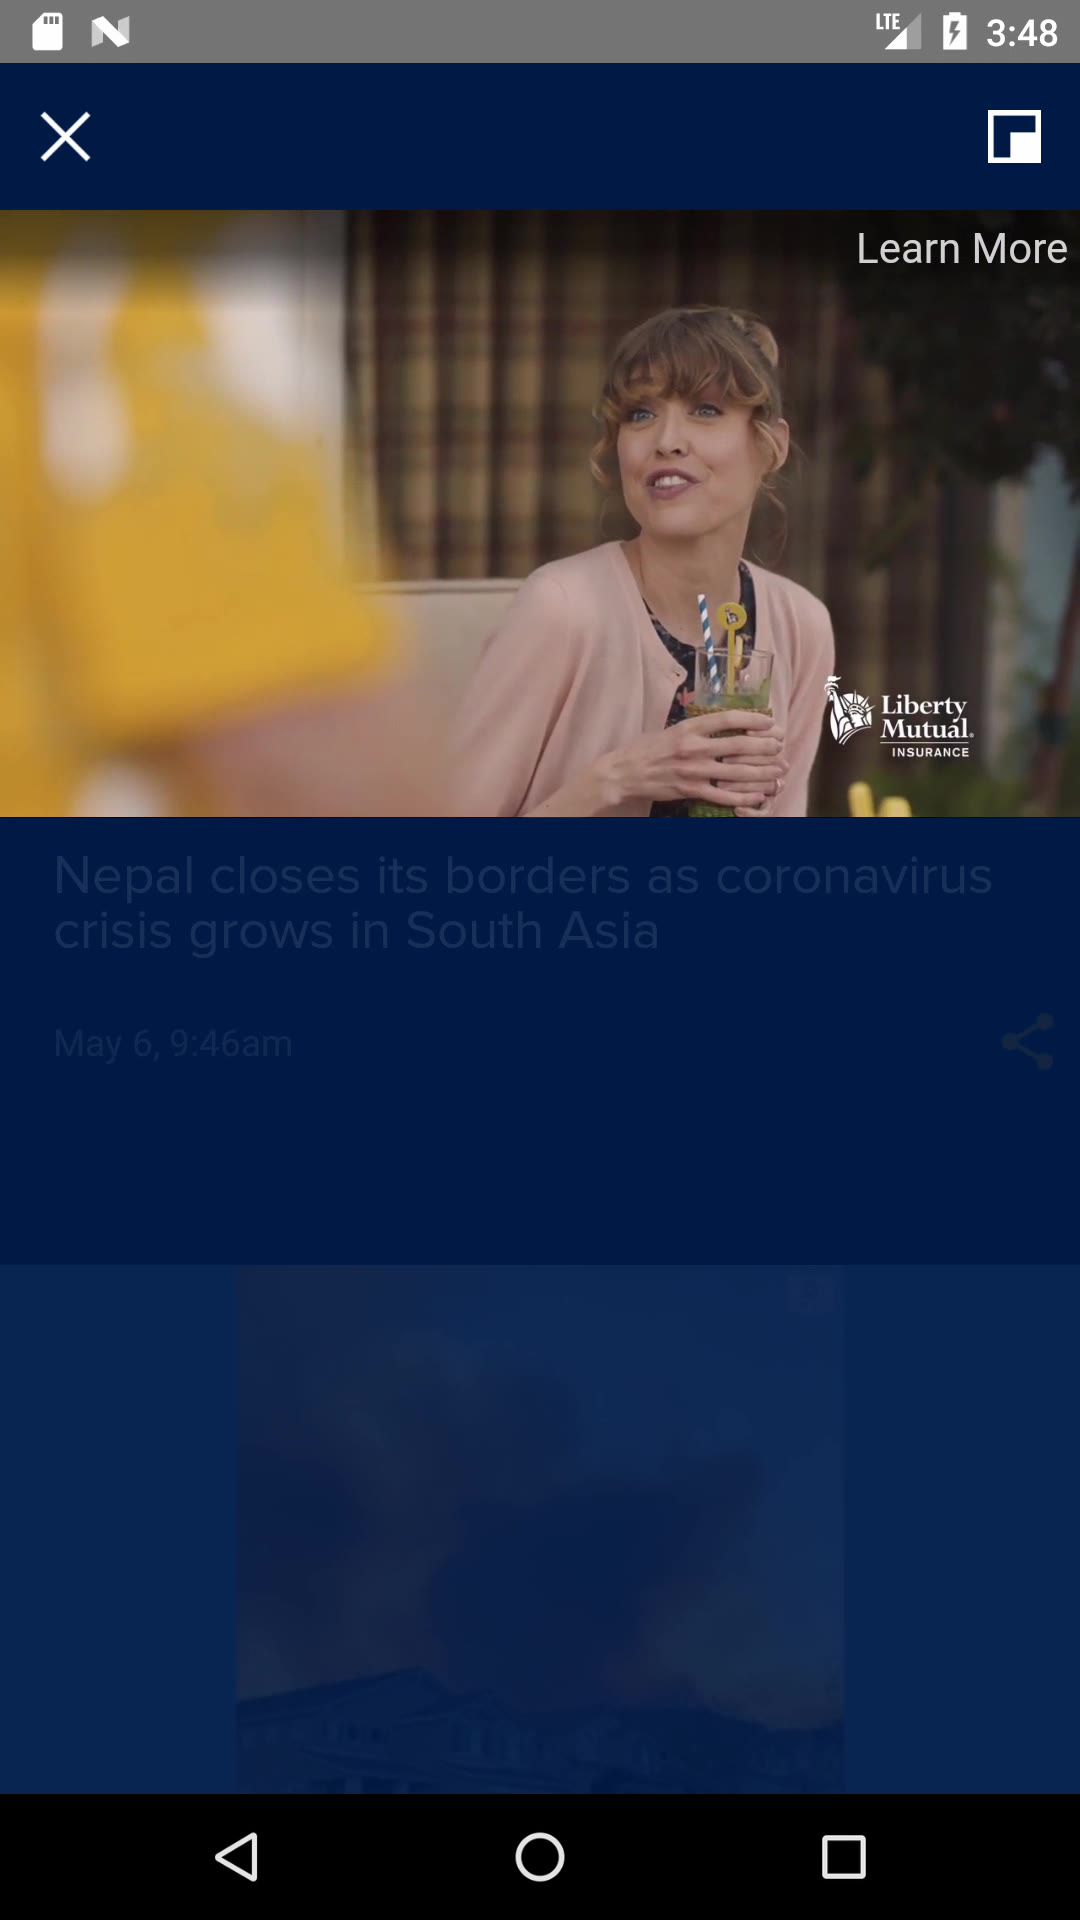 LTE
3:48
Learn More
Liberty
Mutual®
INSURANCE
Nepal closes its borders as coronavirus
crisis grows in South Asia
May 6, 9:46am